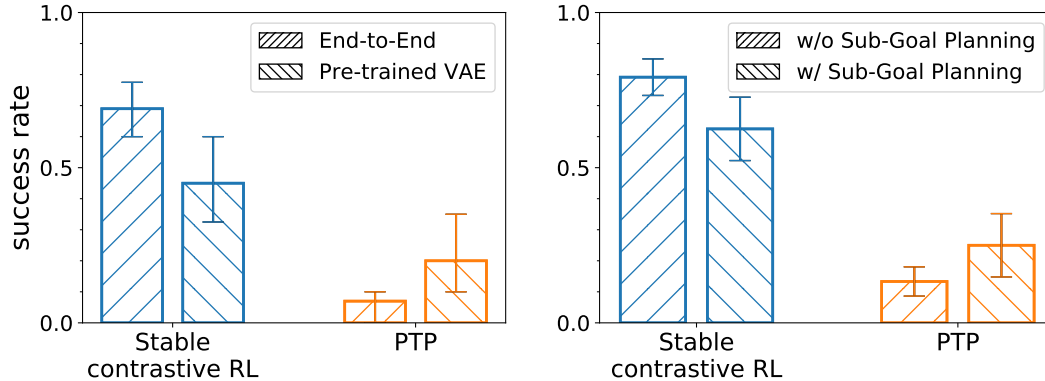 1.0
0.5
0.0
success rate
End-to-End
Pre-trained VAE
Stable
contrastive RL
PTP
1.0
0.5
0.0
w/o Sub-Goal Planning
w/ Sub-Goal Planning
Stable
contrastive RL
PTP